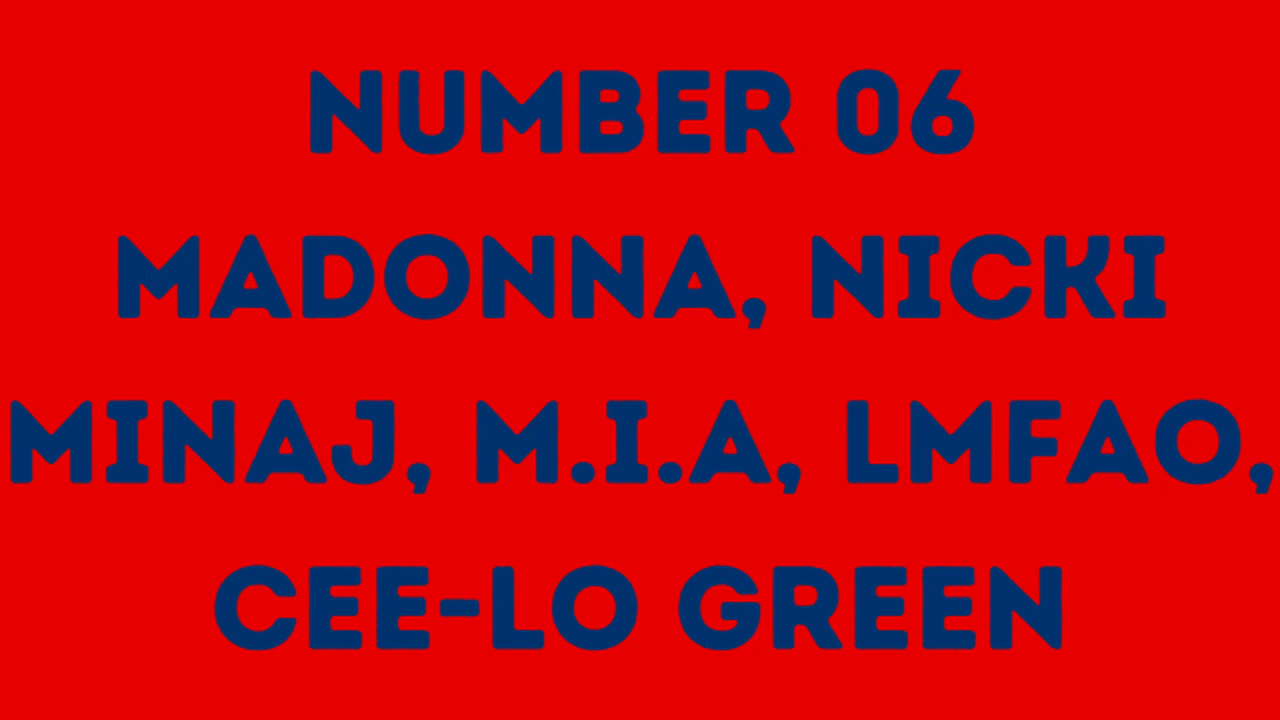 NUMBER 06
MADONNA, NICKI
MINAJ, M.I.A, LMFAO,
CEE-LO GREEN